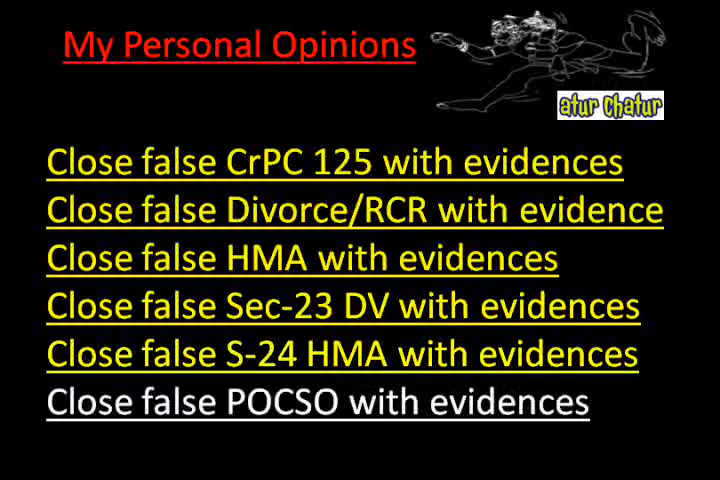 My Personal Opinions
atur Chatur
Close false CrPC 125 with evidences
Close false Divorce/RCR with evidence
Close false HMA with evidences
Close false Sec-23 DV with evidences
Close false S-24 HMA with evidences
Close false POCSO with evidences